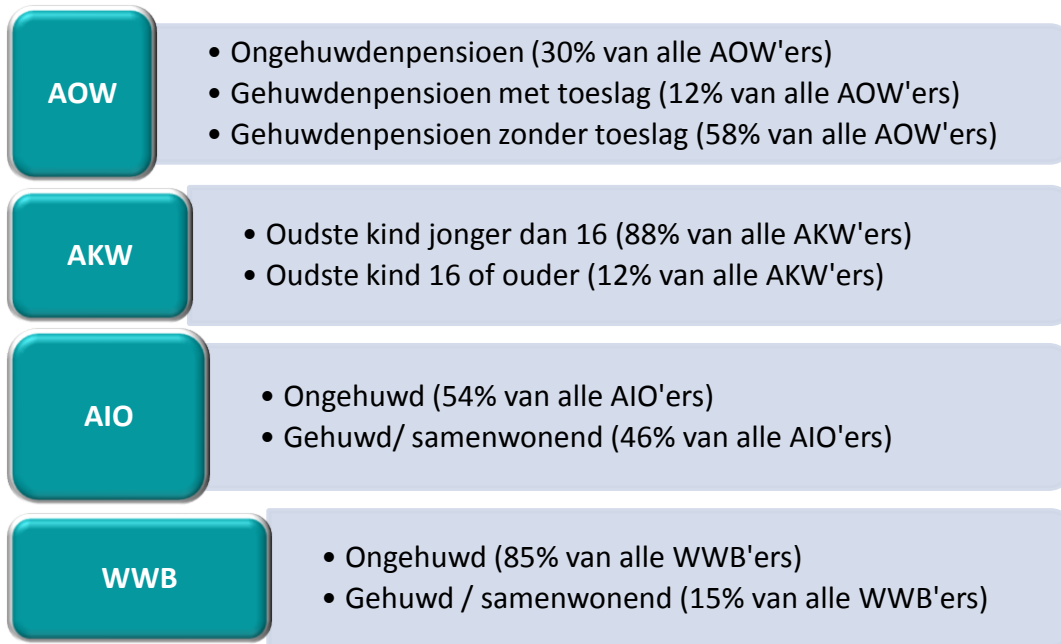 AOW
• Ongehuwdenpensioen (30% van alle AOW'ers)
• Gehuwdenpensioen met toeslag (12% van alle AOW'ers)
• Gehuwdenpensioen zonder toeslag (58% van alle AOW'ers)
AKW
• Oudste kind jonger dan 16 (88% van alle AKW'ers)
• Oudste kind 16 of ouder (12% van alle AKW'ers)
AIO
• Ongehuwd (54% van alle AIO'ers)
• Gehuwd/ samenwonend (46% van alle AIO'ers)
WWB
• Ongehuwd (85% van alle WWB'ers)
• Gehuwd / samenwonend (15% van alle WWB'ers)